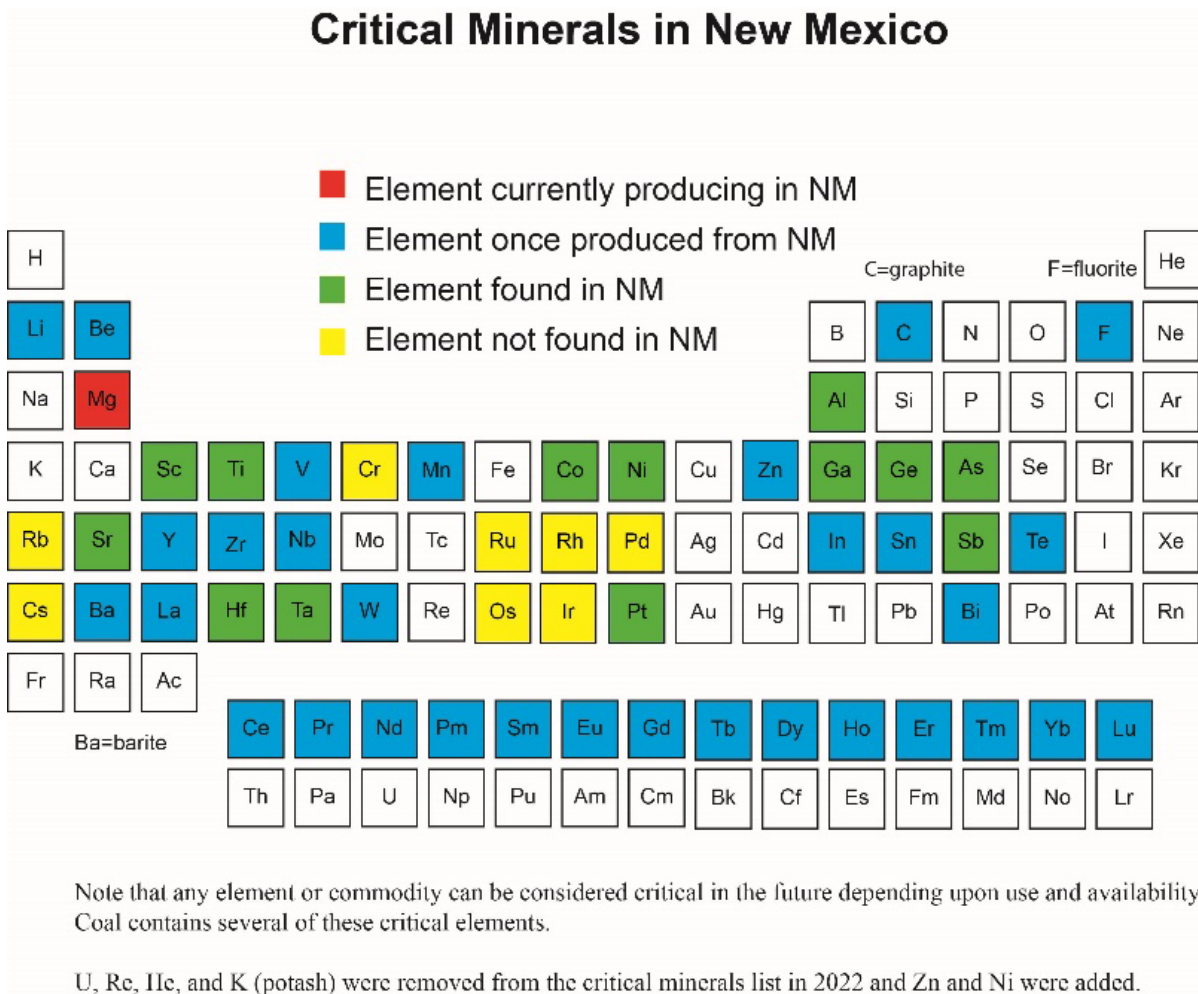 Critical Minerals in New Mexico
Element currently producing in NM
Element once produced from NM
Element found in NM
Element not found in NM
C=graphite F=fluorite
H He
Li Be B C N O F Ne
Na Mg Al Si P S Cl Ar
K Ca Sc Ti V Cr Mn Fe Co Ni Cu Zn Ga Ge As Se Br Kr
Rb Sr Y Zr Nb Mo Tc Ru Rh Pd Ag Cd In Sn Sb Te I Xe
Cs Ba La Hf Ta W Re Os Ir Pt Au Hg Tl Pb Bi Po At Rn
Fr Ra Ac
Ba=barite
Ce Pr Nd Pm Sm Eu Gd Tb Dy Ho Er Tm Yb Lu
Th Pa U Np Pu Am Cm Bk Cf Es Fm Md No Lr
Note that any element or commodity can be considered critical in the future depending upon use and availability
Coal contains several of these critical elements.
U, Re, He, and K (potash) were removed from the critical minerals list in 2022 and Zn and Ni were added.